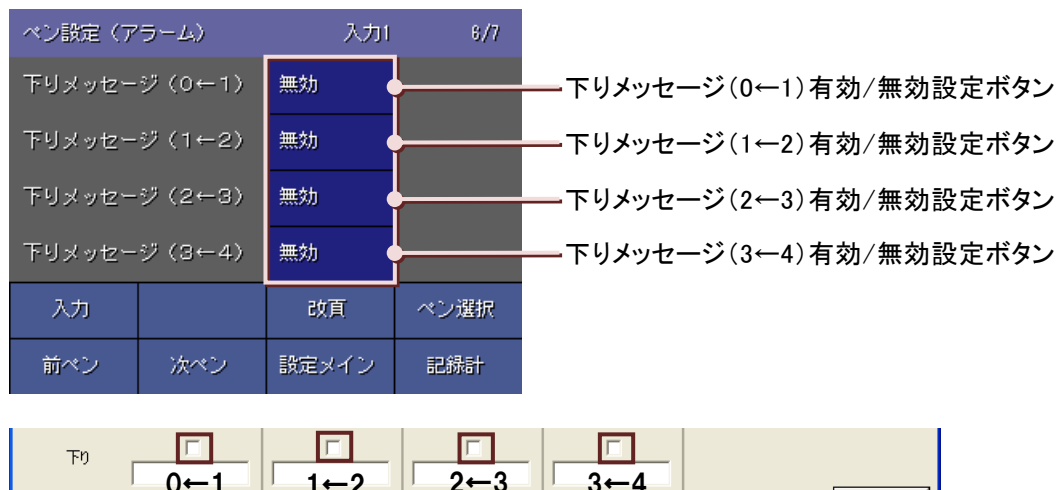 ペン設定（アラーム） 入力1 6/7
下りメッセージ（0←1） 無効 下りメッセージ（0←1）有効/無効設定ボタン
下りメッセージ（1←2） 無効 下りメッセージ（1←2）有効/無効設定ボタン
下りメッセージ（2←3） 無効 下りメッセージ（2←3）有効/無効設定ボタン
下りメッセージ（3←4） 無効 下りメッセージ（3←4）有効/無効設定ボタン
入力 改頁 ペン選択
前ペン 次ペン 設定メイン 記録計
下り
0←1 1←2 2←3 3←4